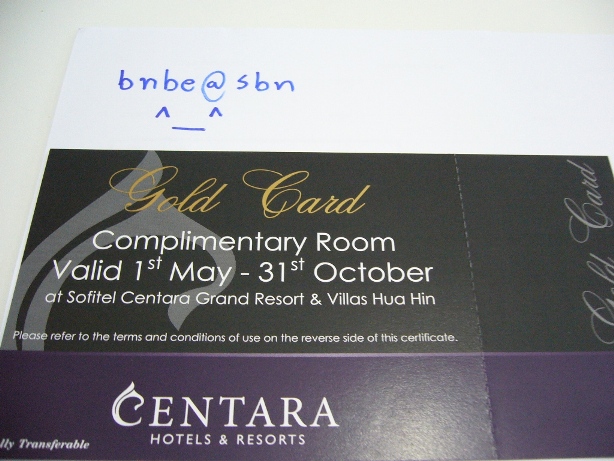 bnbe@sbn
^__^
Gold Card
Complimentary Room
Valid 1st May - 31st October
at Sofitel Centara Grand Resort & Villas Hua Hin
Please refer to the terms and conditions of use on the reverse side of this certificate.
CENTARA
HOTELS & RESORTS
lly Transferable
Gold Card